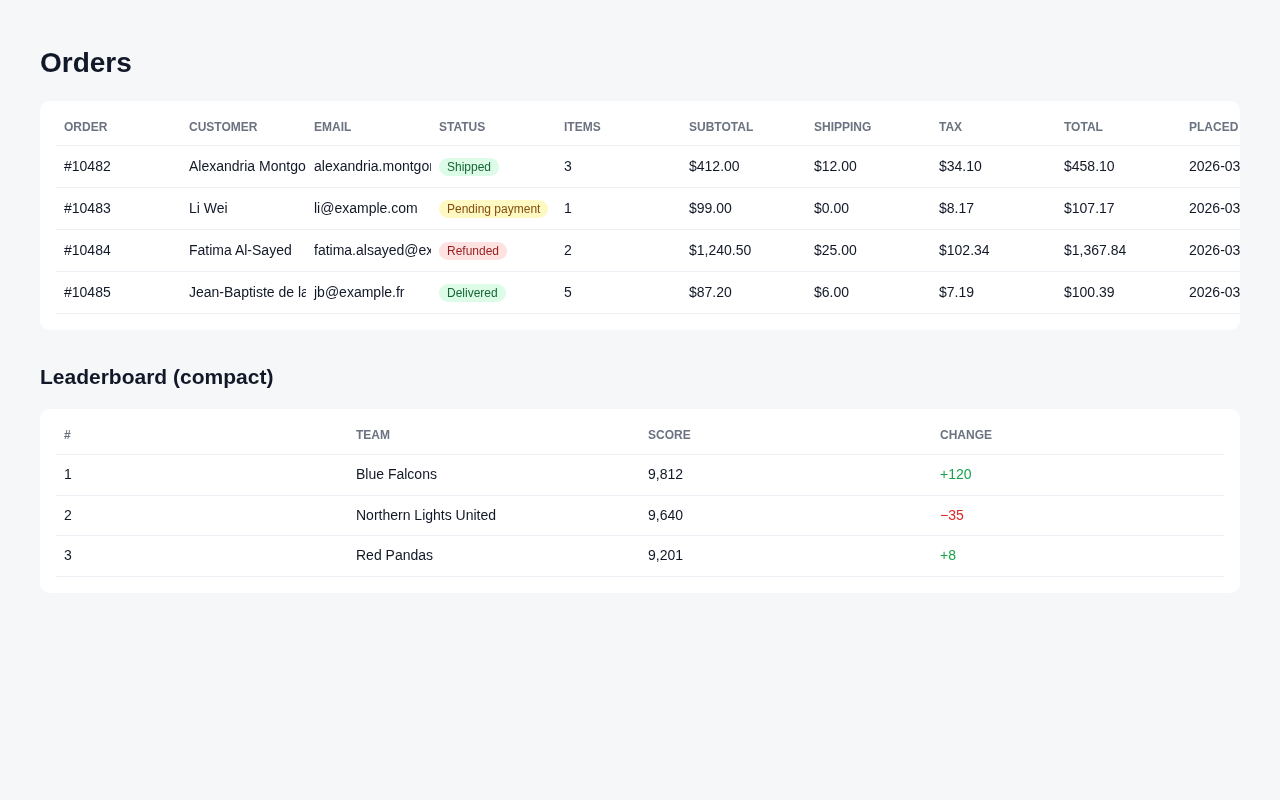 Orders
ORDER CUSTOMER EMAIL STATUS ITEMS SUBTOTAL SHIPPING TAX TOTAL PLACED
#10482 Alexandria Montgo alexandria.montgo Shipped 3 $412.00 $12.00 $34.10 $458.10 2026-03
#10483 Li Wei li@example.com Pending payment 1 $99.00 $0.00 $8.17 $107.17 2026-03
#10484 Fatima Al-Sayed fatima.alsayed@ex Refunded 2 $1,240.50 $25.00 $102.34 $1,367.84 2026-03
#10485 Jean-Baptiste de la jb@example.fr Delivered 5 $87.20 $6.00 $7.19 $100.39 2026-03
Leaderboard (compact)
# TEAM SCORE CHANGE
1 Blue Falcons 9,812 +120
2 Northern Lights United 9,640 −35
3 Red Pandas 9,201 +8